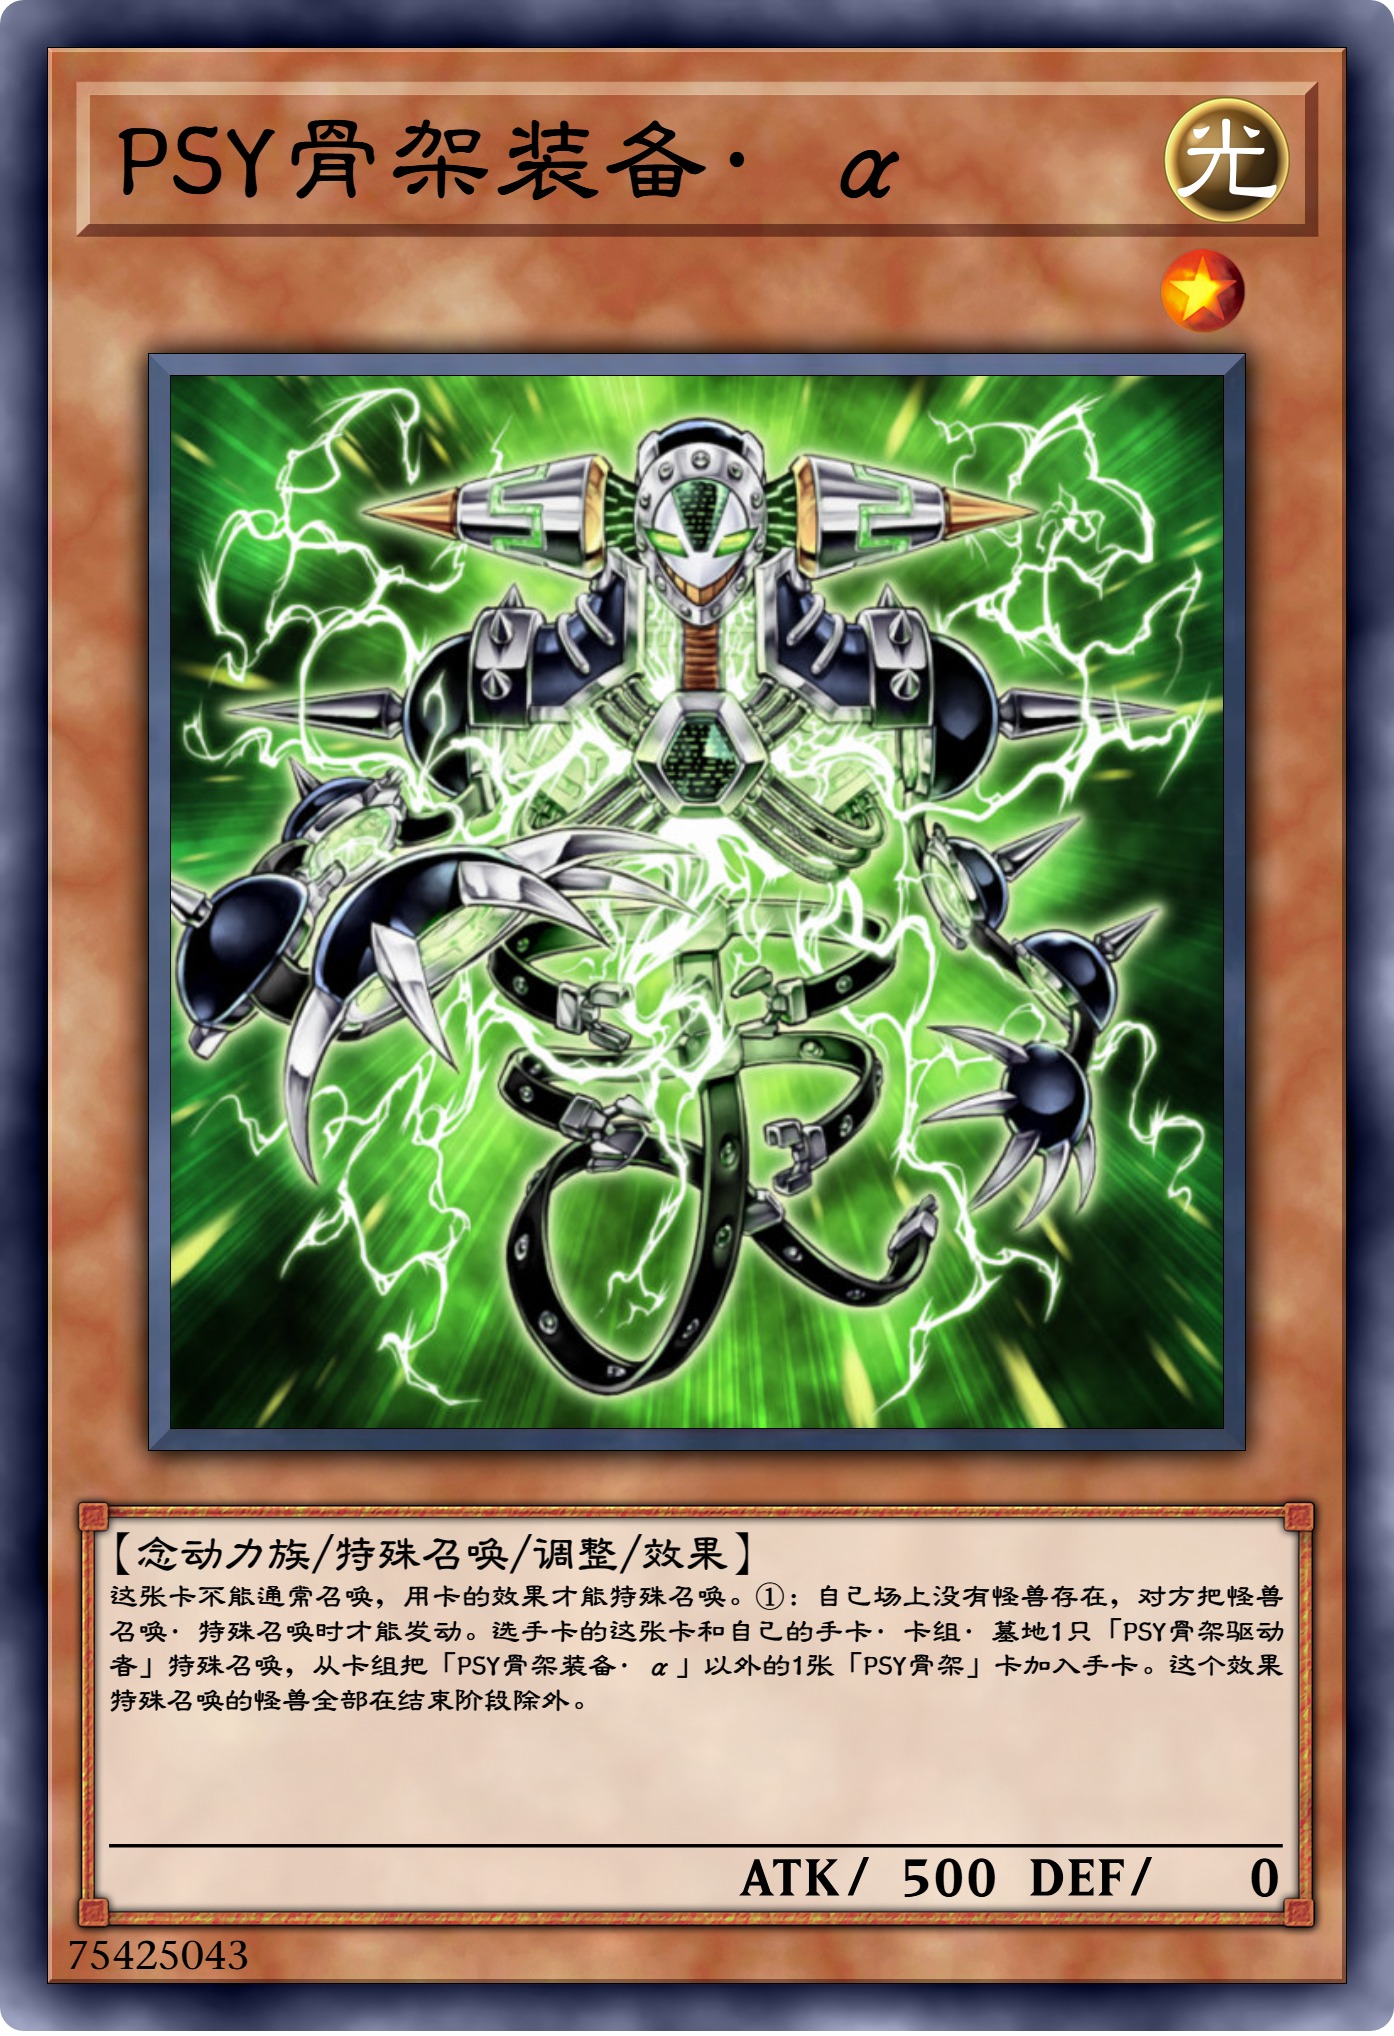 PSY骨架装备· α
光
【念动力族/特殊召唤/调整/效果】
这张卡不能通常召唤，用卡的效果才能特殊召唤。①：自己场上没有怪兽存在，对方把怪兽
召唤·特殊召唤时才能发动。选手卡的这张卡和自己的手卡·卡组·墓地1只「PSY骨架驱动
者」特殊召唤，从卡组把「PSY骨架装备·α」以外的1张「PSY骨架」卡加入手卡。这个效果
特殊召唤的怪兽全部在结束阶段除外。
ATK/ 500 DEF/ 0
75425043